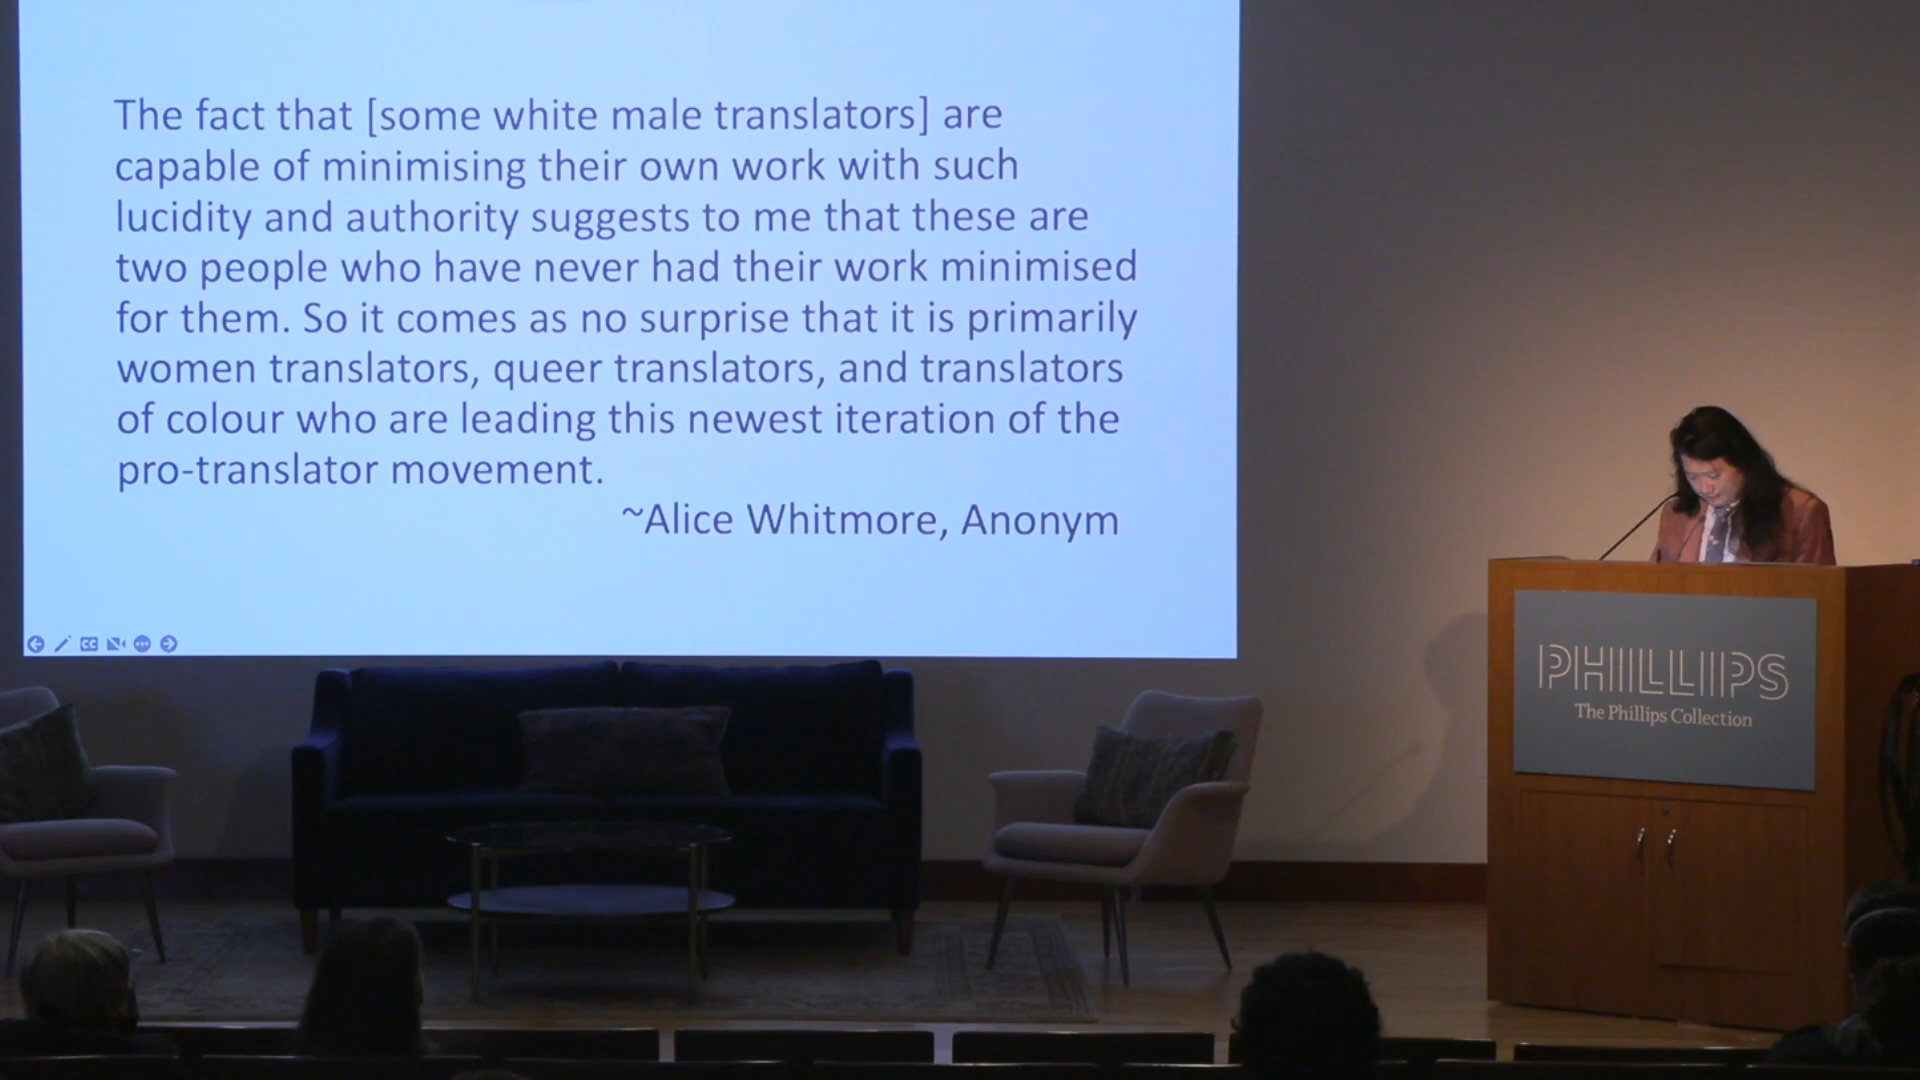 The fact that [some white male translators] are
capable of minimising their own work with such
lucidity and authority suggests to me that these are
two people who have never had their work minimised
for them. So it comes as no surprise that it is primarily
women translators, queer translators, and translators
of colour who are leading this newest iteration of the
pro-translator movement.
~Alice Whitmore, Anonym
CC
PHILLIPS
The Phillips Collection